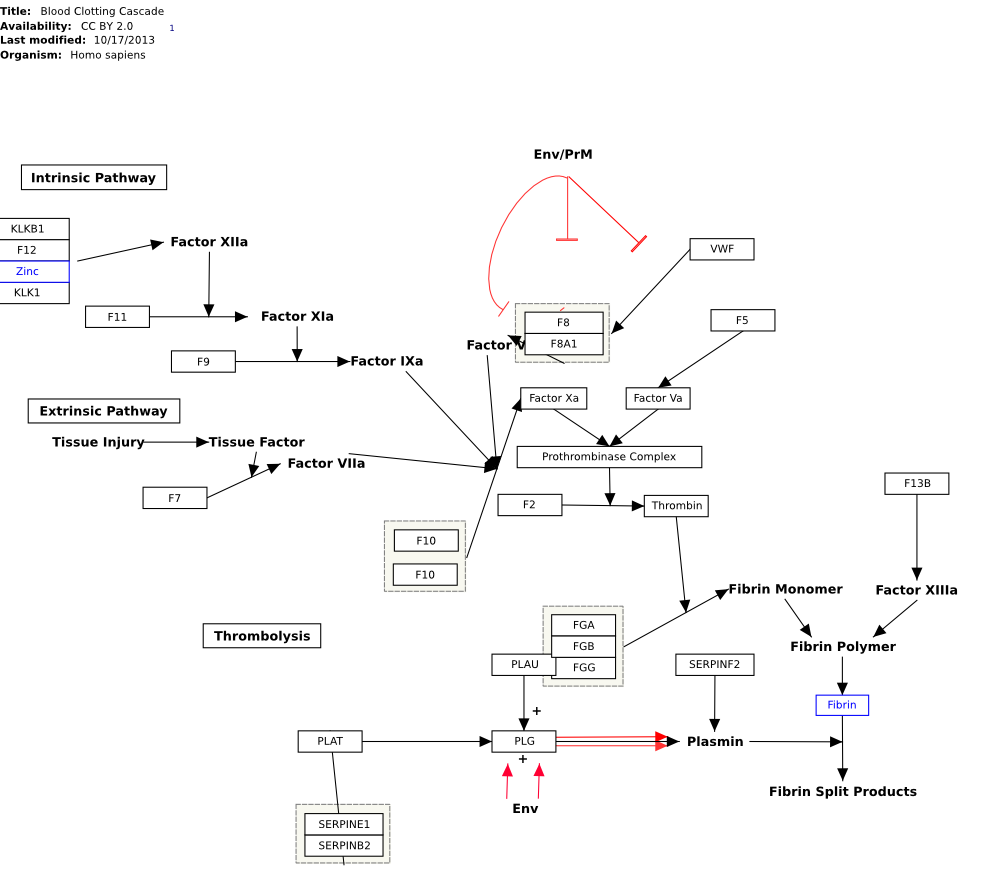 Title: Blood Clotting Cascade
Availability: CC BY 2.0 1
Last modified: 10/17/2013
Organism: Homo sapiens
Env/PrM
Intrinsic Pathway
KLKB1
F12
Zinc
KLK1
Factor XIIa
VWF
F11
Factor XIa
F8
F8A1
F5
Factor V
F9
Factor IXa
Factor Xa
Factor Va
Extrinsic Pathway
Tissue Injury
Tissue Factor
Factor VIIa
Prothrombinase Complex
F7
F2
Thrombin
F13B
F10
F10
Fibrin Monomer
Factor XIIIa
Thrombolysis
FGA
FGB
FGG
PLAU
SERPINF2
Fibrin Polymer
Fibrin
+
PLAT
PLG
Plasmin
+
Fibrin Split Products
Env
SERPINE1
SERPINB2